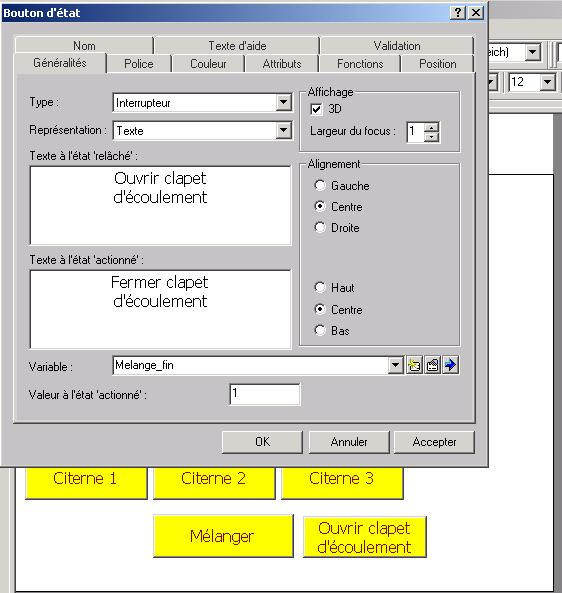 Bouton d'état
Nom
Texte d'aide
Validation
Généralités
Police
Couleur
Attributs
Fonctions
Position
Type :
Interrupteur
Représentation :
Texte
Texte à l'état 'relâché' :
Ouvrir clapet
d'écoulement
Texte à l'état 'actionné' :
Fermer clapet
d'écoulement
Affichage
3D
Largeur du focus :
1
Alignement
Gauche
Centre
Droite
Haut
Centre
Bas
Variable :
Melange_fin
Valeur à l'état 'actionné' :
1
OK
Annuler
Accepter
eich)
12
Citerne 1
Citerne 2
Citerne 3
Mélanger
Ouvrir clapet
d'écoulement